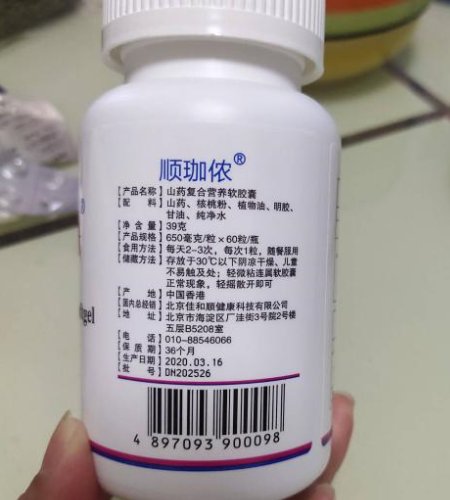 顺珈侬®
【产品名称】山药复合营养软胶囊
【配 料】山药、核桃粉、植物油、明胶、
甘油、纯净水
【净 含 量】39克
【产品规格】650毫克/粒×60粒/瓶
【食用方法】每天2-3次，每次1粒，随餐服用
【储藏方法】存放于30℃以下阴凉干燥、儿童
不易触及处；轻微粘连属软胶囊
正常现象，轻摇散开即可
【产 地】中国香港
【国内总经销】北京佳和顺健康科技有限公司
【地 址】北京市海淀区厂洼街3号院2号楼
五层B5208室
【电 话】010-88546066
【保 质 期】36个月
【生产日期】2020.03.16
【批 号】DN202526
4 897093 900098
gel
®